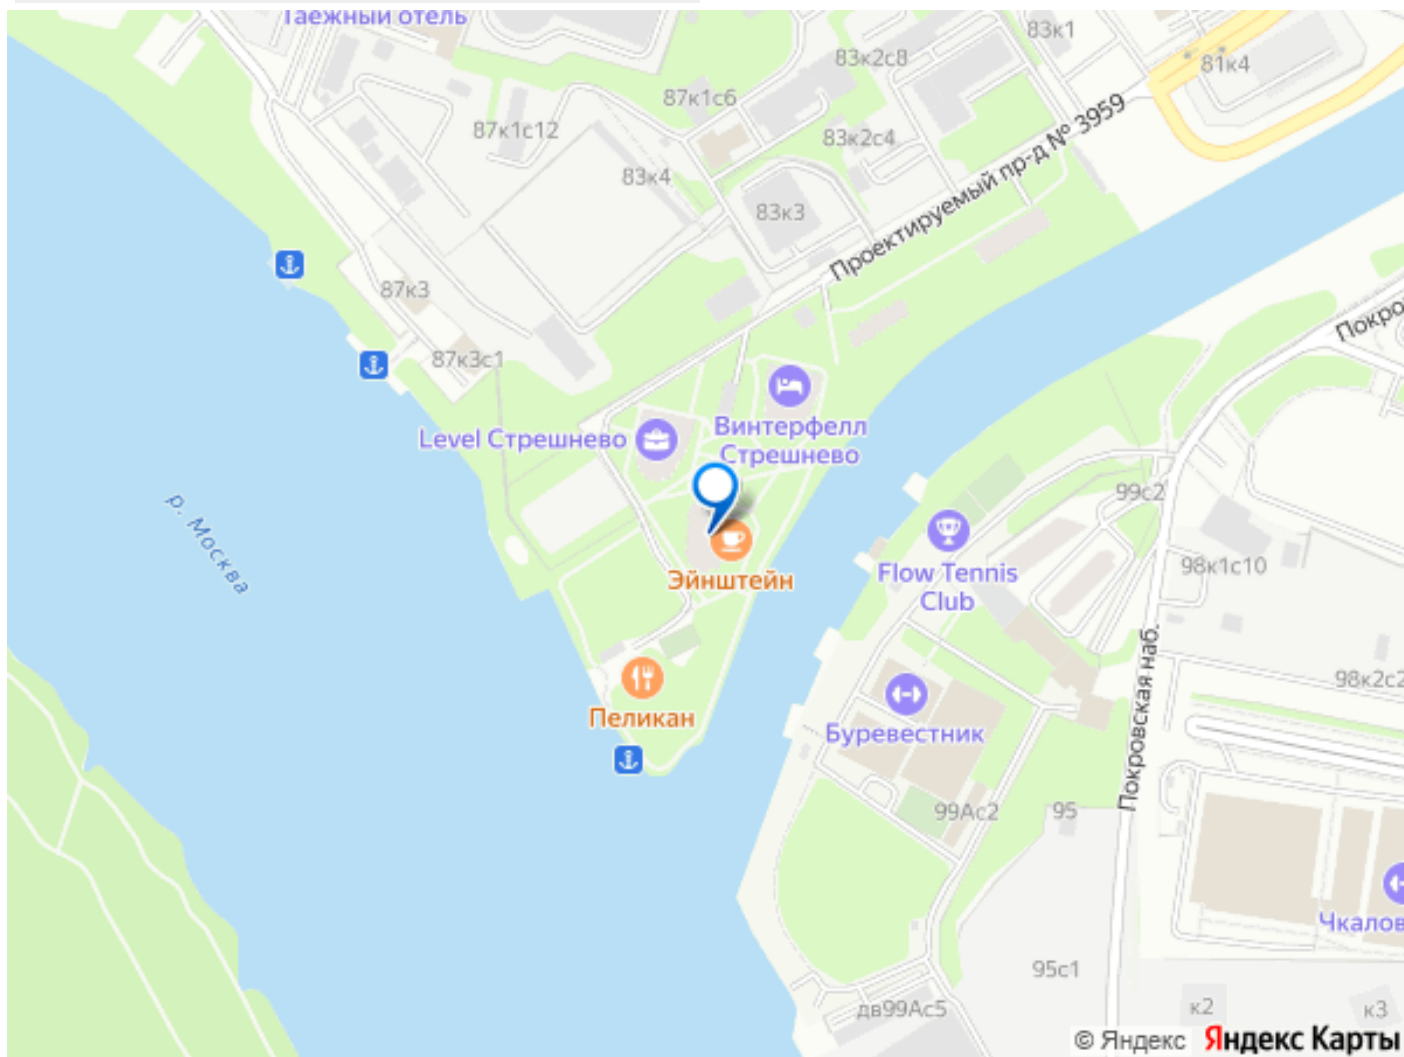 Таёжный отель
83к1
83к2с8
81к4
87к1с6
87к1с12
83к2с4
Проектируемый пр-д № 3959
83к4
83к3
87к3
Покро
87к3с1
Level Стрешнево
Винтерфелл
Стрешнево
р. Москва
99с2
Эйнштейн
Flow Tennis
Club
98к1с10
Покровская наб.
98к2с2
Пеликан
Буревестник
99Ас2
95
Чкалов
95с1
дв99Ас5
к2
к3
© Яндекс Яндекс Карты